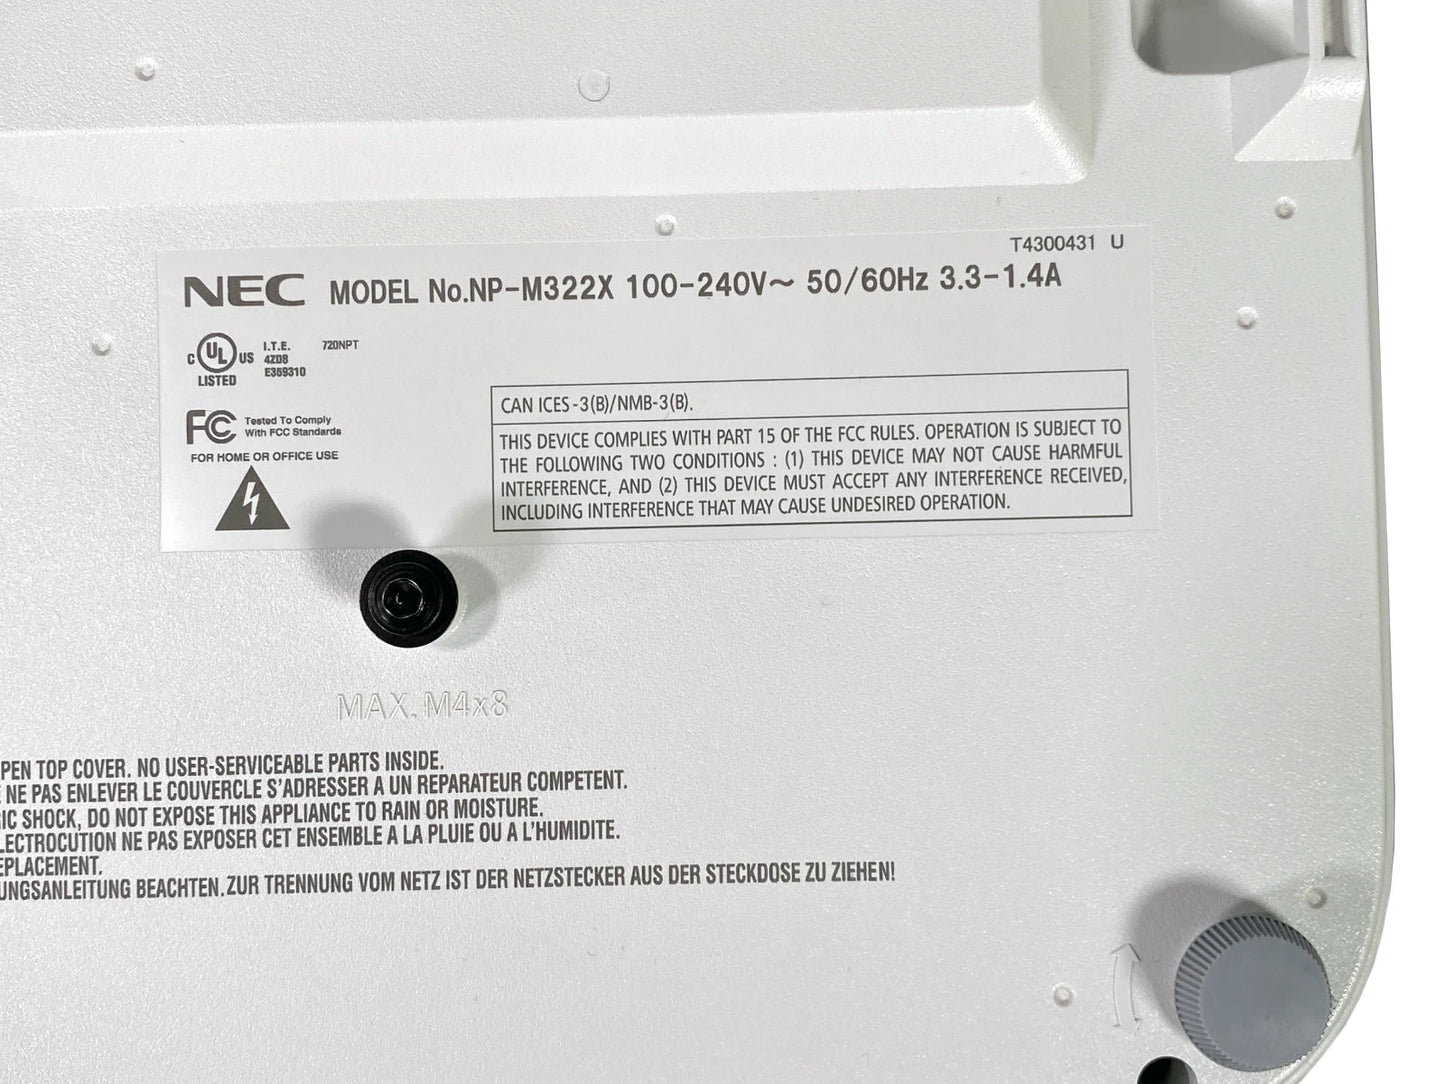 T4300431 U
NEC MODEL No.NP-M322X 100-240V~ 50/60Hz 3.3-1.4A
C UL US LISTED
I.T.E.
4ZD8
E359310
720NPT
FC Tested To Comply
With FCC Standards
FOR HOME OR OFFICE USE
CAN ICES-3(B)/NMB-3(B).
THIS DEVICE COMPLIES WITH PART 15 OF THE FCC RULES. OPERATION IS SUBJECT TO
THE FOLLOWING TWO CONDITIONS : (1) THIS DEVICE MAY NOT CAUSE HARMFUL
INTERFERENCE, AND (2) THIS DEVICE MUST ACCEPT ANY INTERFERENCE RECEIVED,
INCLUDING INTERFERENCE THAT MAY CAUSE UNDESIRED OPERATION.
MAX. M4x8
PEN TOP COVER. NO USER-SERVICEABLE PARTS INSIDE.
NE PAS ENLEVER LE COUVERCLE S'ADRESSER A UN REPARATEUR COMPETENT.
IC SHOCK, DO NOT EXPOSE THIS APPLIANCE TO RAIN OR MOISTURE.
LECTROCUTION NE PAS EXPOSER CET ENSEMBLE A LA PLUIE OU A L'HUMIDITE.
EPLACEMENT.
UNGSANLEITUNG BEACHTEN. ZUR TRENNUNG VOM NETZ IST DER NETZSTECKER AUS DER STECKDOSE ZU ZIEHEN!